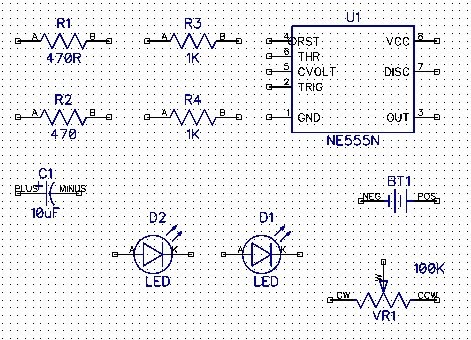 R1
A B
470R
R3
A B
1K
U1
4 DRST VCC 8
6 THR
5 CVOLT DISC 7
2 TRIG
1 GND OUT 3
NE555N
R2
A B
470
R4
A B
1K
C1
PLUS+ MINUS
10uF
BT1
NEG POS
D2
A K
LED
D1
A K
LED
100K
W
CW CCW
VR1